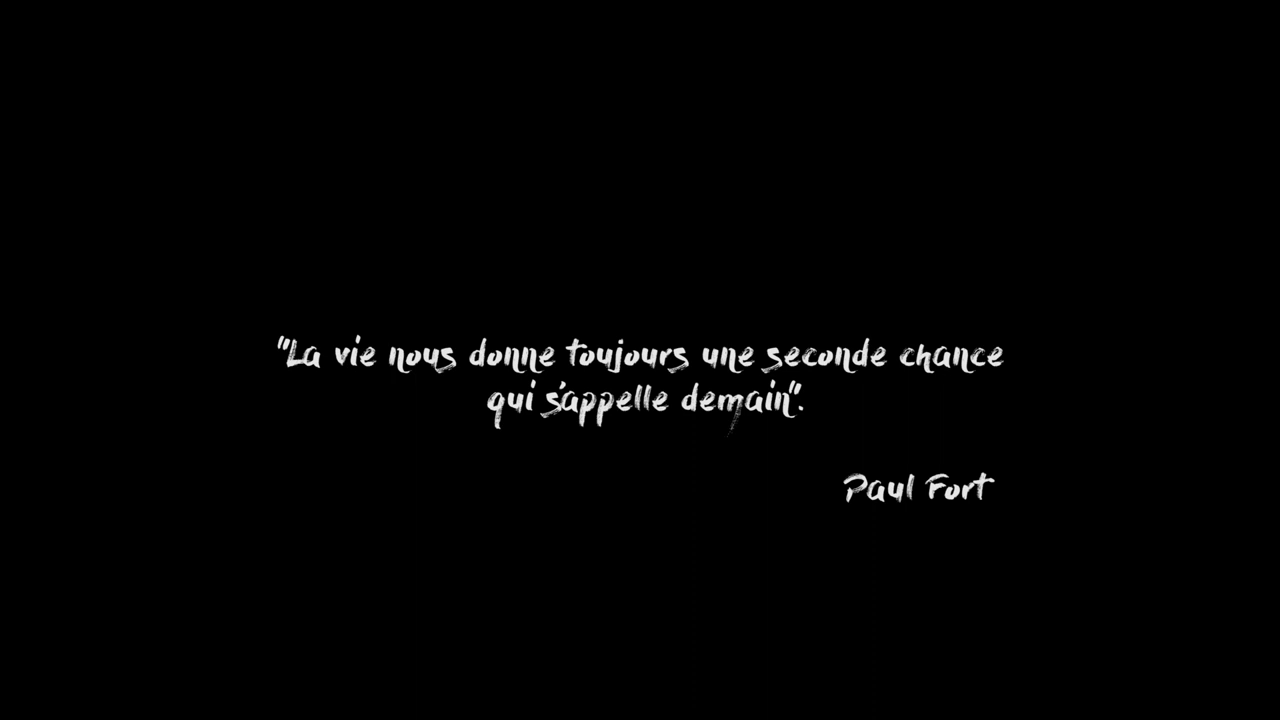 "La vie nous donne toujours une seconde chance
qui s'appelle demain".
Paul Fort